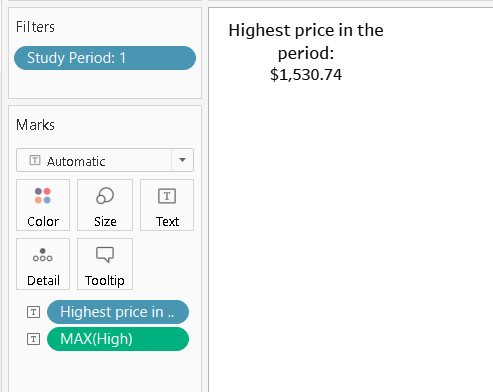 Filters
Study Period: 1
Marks
T Automatic
Color Size T Text
Detail Tooltip
T Highest price in ..
T MAX(High)
Highest price in the
period:
$1,530.74